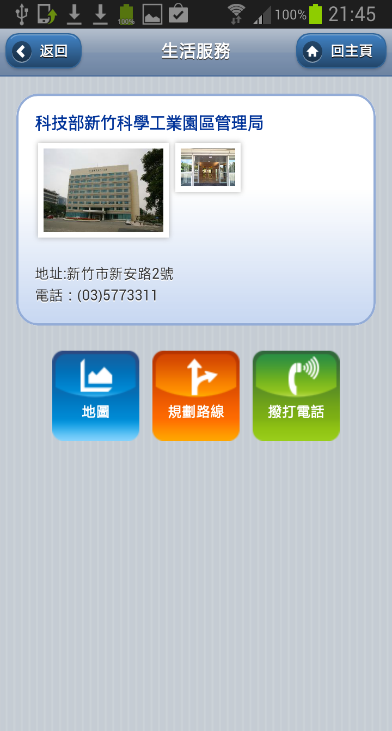 100%
100%
21:45
返回
生活服務
回主頁
科技部新竹科學工業園區管理局
地址:新竹市新安路2號
電話：(03)5773311
地圖
規劃路線
撥打電話